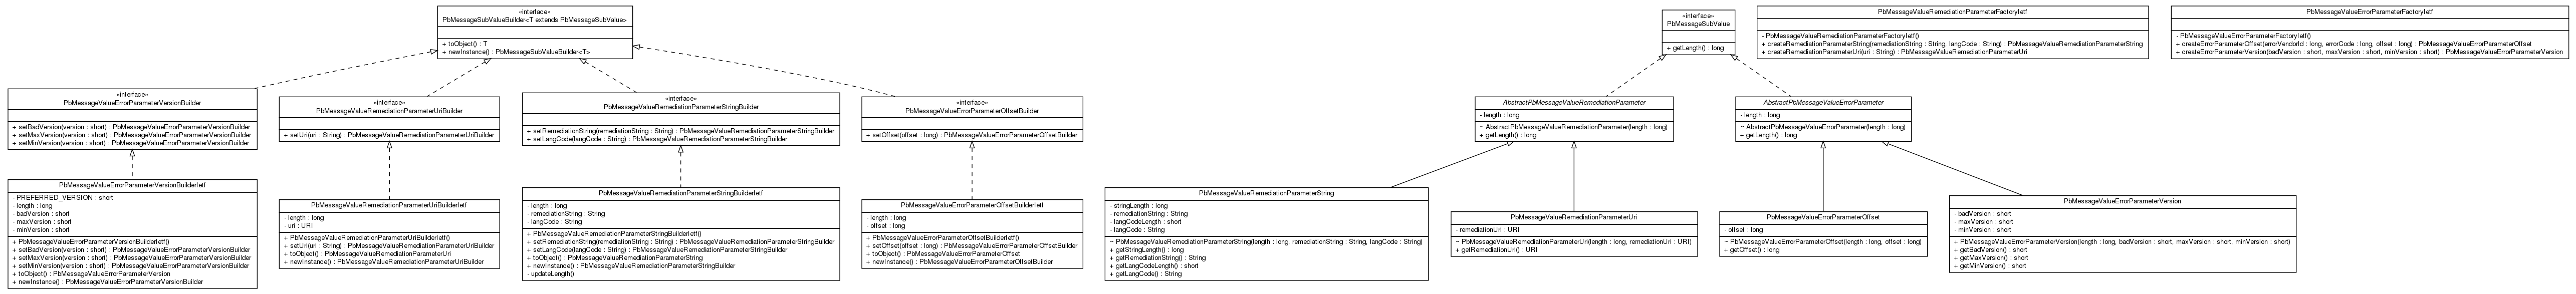 «interface»
PbMessageSubValueBuilder<T extends PbMessageSubValue>
+ toObject() : T
+ newInstance() : PbMessageSubValueBuilder<T>
«interface»
PbMessageSubValue
+ getLength() : long
PbMessageValueRemediationParameterFactoryIetf
- PbMessageValueRemediationParameterFactoryIetf()
+ createRemediationParameterString(remediationString : String, langCode : String) : PbMessageValueRemediationParameterString
+ createRemediationParameterUri(uri : String) : PbMessageValueRemediationParameterUri
PbMessageValueErrorParameterFactoryIetf
- PbMessageValueErrorParameterFactoryIetf()
+ createErrorParameterOffset(errorVendorId : long, errorCode : long, offset : long) : PbMessageValueErrorParameterOffset
+ createErrorParameterVersion(badVersion : short, maxVersion : short, minVersion : short) : PbMessageValueErrorParameterVersion
«interface»
PbMessageValueErrorParameterVersionBuilder
+ setBadVersion(version : short) : PbMessageValueErrorParameterVersionBuilder
+ setMaxVersion(version : short) : PbMessageValueErrorParameterVersionBuilder
+ setMinVersion(version : short) : PbMessageValueErrorParameterVersionBuilder
«interface»
PbMessageValueRemediationParameterUriBuilder
+ setUri(uri : String) : PbMessageValueRemediationParameterUriBuilder
«interface»
PbMessageValueRemediationParameterStringBuilder
+ setRemediationString(remediationString : String) : PbMessageValueRemediationParameterStringBuilder
+ setLangCode(langCode : String) : PbMessageValueRemediationParameterStringBuilder
«interface»
PbMessageValueErrorParameterOffsetBuilder
+ setOffset(offset : long) : PbMessageValueErrorParameterOffsetBuilder
AbstractPbMessageValueRemediationParameter
- length : long
~ AbstractPbMessageValueRemediationParameter(length : long)
+ getLength() : long
AbstractPbMessageValueErrorParameter
- length : long
~ AbstractPbMessageValueErrorParameter(length : long)
+ getLength() : long
PbMessageValueErrorParameterVersionBuilderIetf
- PREFERRED_VERSION : short
- length : long
- badVersion : short
- maxVersion : short
- minVersion : short
+ PbMessageValueErrorParameterVersionBuilderIetf()
+ setBadVersion(version : short) : PbMessageValueErrorParameterVersionBuilder
+ setMaxVersion(version : short) : PbMessageValueErrorParameterVersionBuilder
+ setMinVersion(version : short) : PbMessageValueErrorParameterVersionBuilder
+ toObject() : PbMessageValueErrorParameterVersion
+ newInstance() : PbMessageValueErrorParameterVersionBuilder
PbMessageValueRemediationParameterUriBuilderIetf
- length : long
- uri : URI
+ PbMessageValueRemediationParameterUriBuilderIetf()
+ setUri(uri : String) : PbMessageValueRemediationParameterUriBuilder
+ toObject() : PbMessageValueRemediationParameterUri
+ newInstance() : PbMessageValueRemediationParameterUriBuilder
PbMessageValueRemediationParameterStringBuilderIetf
- length : long
- remediationString : String
- langCode : String
+ PbMessageValueRemediationParameterStringBuilderIetf()
+ setRemediationString(remediationString : String) : PbMessageValueRemediationParameterStringBuilder
+ setLangCode(langCode : String) : PbMessageValueRemediationParameterStringBuilder
+ toObject() : PbMessageValueRemediationParameterString
+ newInstance() : PbMessageValueRemediationParameterStringBuilder
- updateLength()
PbMessageValueErrorParameterOffsetBuilderIetf
- length : long
- offset : long
+ PbMessageValueErrorParameterOffsetBuilderIetf()
+ setOffset(offset : long) : PbMessageValueErrorParameterOffsetBuilder
+ toObject() : PbMessageValueErrorParameterOffset
+ newInstance() : PbMessageValueErrorParameterOffsetBuilder
PbMessageValueRemediationParameterString
- stringLength : long
- remediationString : String
- langCodeLength : short
- langCode : String
~ PbMessageValueRemediationParameterString(length : long, remediationString : String, langCode : String)
+ getStringLength() : long
+ getRemediationString() : String
+ getLangCodeLength() : short
+ getLangCode() : String
PbMessageValueRemediationParameterUri
- remediationUri : URI
~ PbMessageValueRemediationParameterUri(length : long, remediationUri : URI)
+ getRemediationUri() : URI
PbMessageValueErrorParameterOffset
- offset : long
~ PbMessageValueErrorParameterOffset(length : long, offset : long)
+ getOffset() : long
PbMessageValueErrorParameterVersion
- badVersion : short
- maxVersion : short
- minVersion : short
+ PbMessageValueErrorParameterVersion(length : long, badVersion : short, maxVersion : short, minVersion : short)
+ getBadVersion() : short
+ getMaxVersion() : short
+ getMinVersion() : short